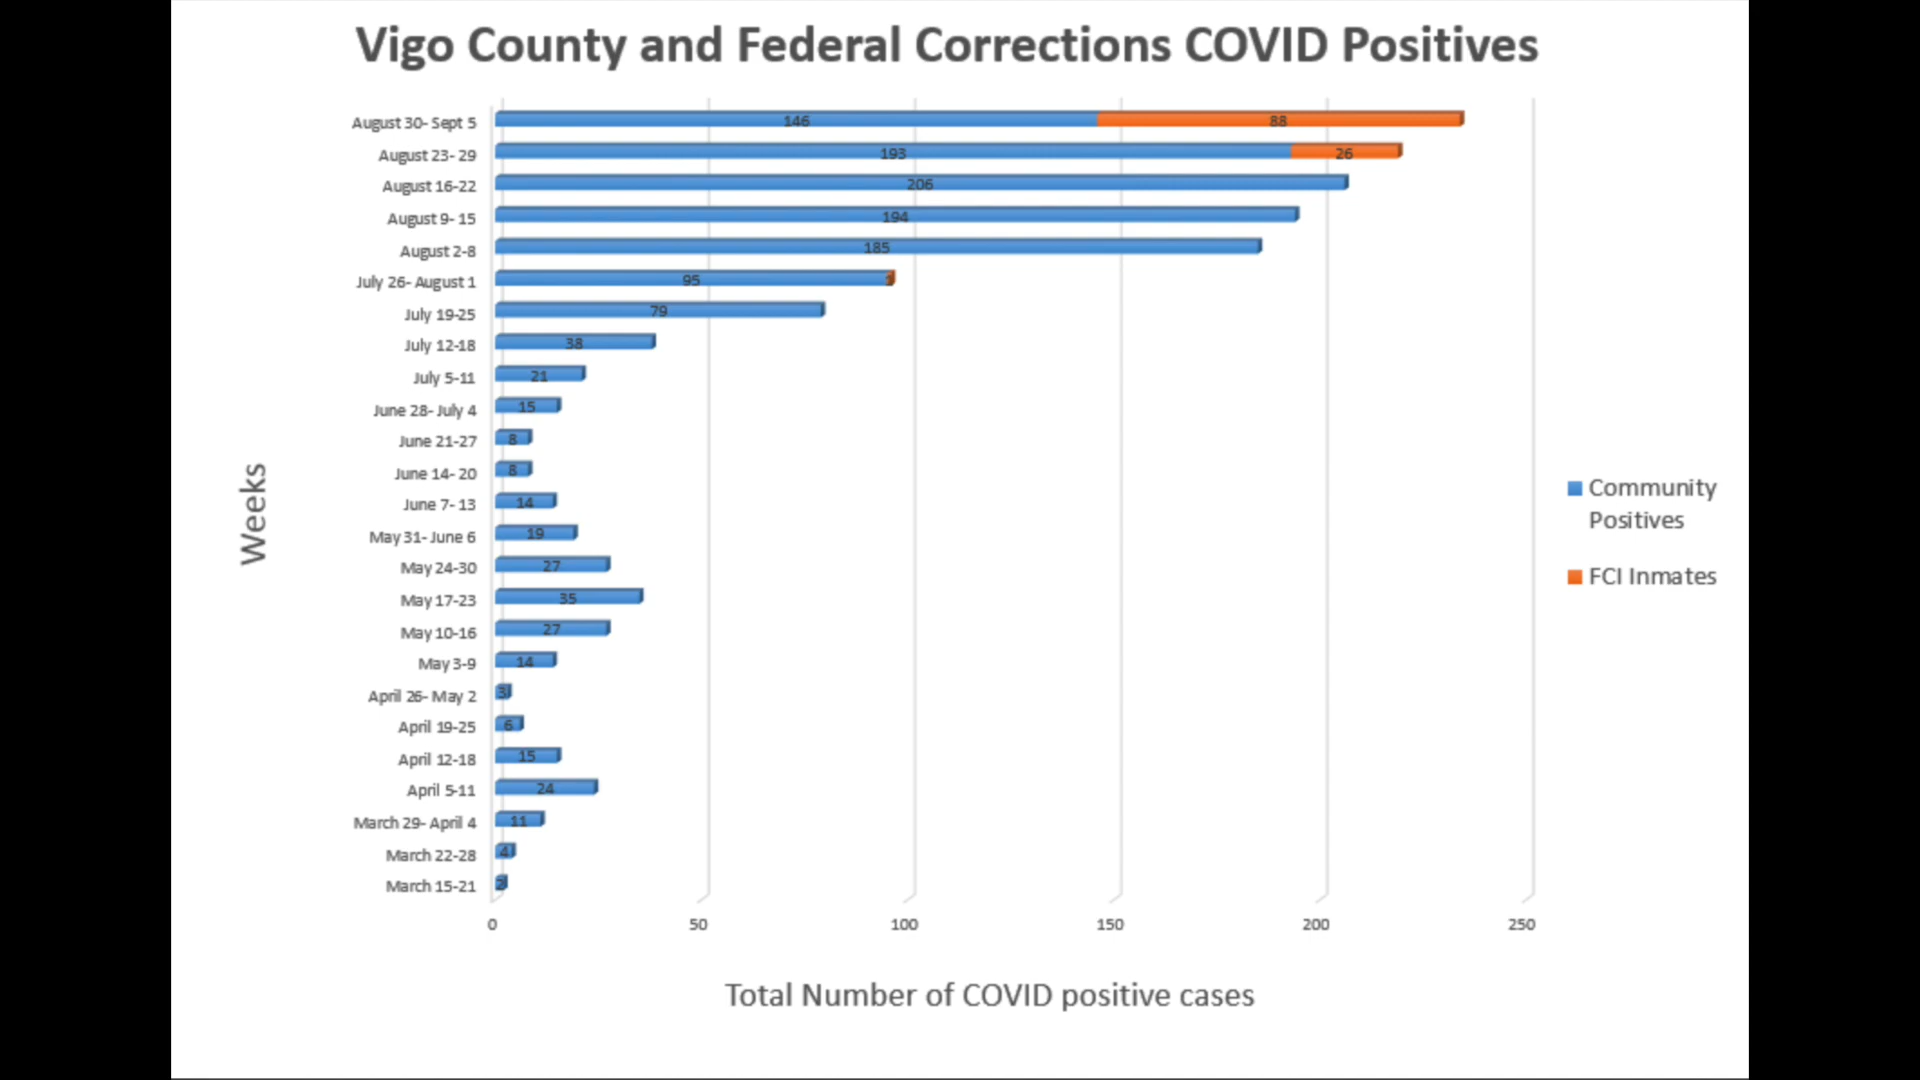 Vigo County and Federal Corrections COVID Positives
August 30- Sept 5 146 88
August 23- 29 193 26
August 16-22 206
August 9- 15 194
August 2-8 185
July 26- August 1 95
July 19-25 79
July 12-18 38
July 5-11 21
June 28- July 4 15
June 21-27 8
June 14- 20 8
June 7- 13 14
May 31- June 6 19
May 24-30 27
May 17-23 35
May 10-16 27
May 3-9 14
April 26- May 2 3
April 19-25 6
April 12-18 15
April 5-11 24
March 29- April 4 11
March 22-28 4
March 15-21 2
0 50 100 150 200 250
Weeks
Total Number of COVID positive cases
Community
Positives
FCI Inmates